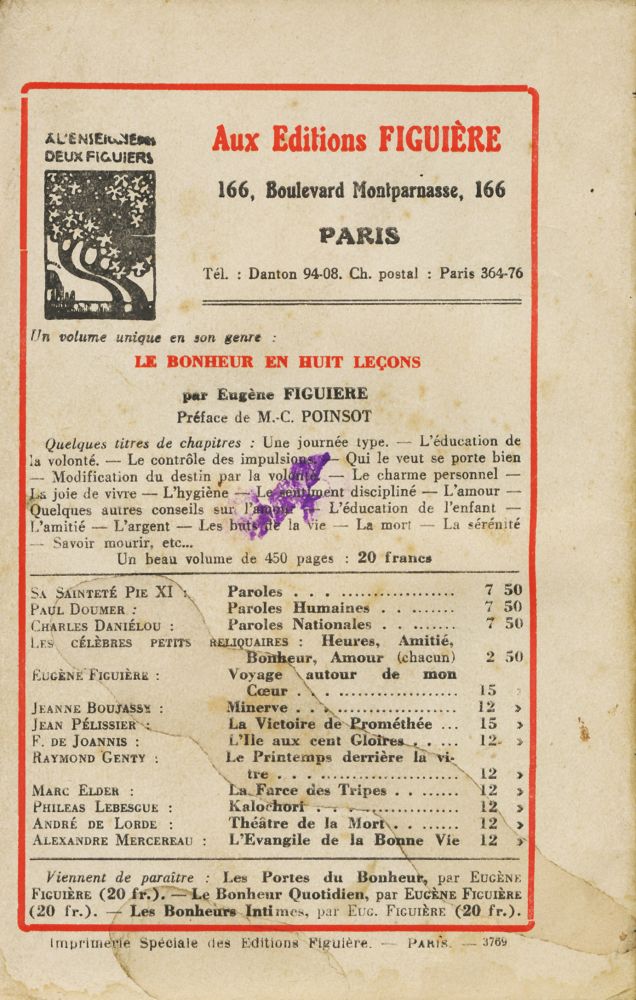 A L'ENSEIGNE DES
DEUX FIGUIERS
Aux Editions FIGUIÈRE
166, Boulevard Montparnasse, 166
PARIS
Tél. : Danton 94-08. Ch. postal : Paris 364-76
Un volume unique en son genre :
LE BONHEUR EN HUIT LEÇONS
par Eugène FIGUIERE
Préface de M.-C. POINSOT
Quelques titres de chapitres : Une journée type. — L'éducation de
la volonté. — Le contrôle des impulsions. — Qui le veut se porte bien
— Modification du destin par la volonté. — Le charme personnel —
La joie de vivre — L'hygiène — Le sentiment discipliné — L'amour —
Quelques autres conseils sur l'amour — L'éducation de l'enfant —
L'amitié — L'argent — Les buts de la vie — La mort — La sérénité
— Savoir mourir, etc...
Un beau volume de 450 pages : 20 francs
SA SAINTETÉ PIE XI : Paroles . . . .................. 7 50
PAUL DOUMER : Paroles Humaines . . ........ 7 50
CHARLES DANIÉLOU : Paroles Nationales . . ........ 7 50
LES CÉLÈBRES PETITS RELIQUAIRES : Heures, Amitié,
Bonheur, Amour (chacun) 2 50
EUGÈNE FIGUIÈRE : Voyage autour de mon
Cœur . . .................. 15 »
JEANNE BOUJASSY : Minerve . . . .................. 12 »
JEAN PÉLISSIER : La Victoire de Prométhée ... 15 »
F. DE JOANNIS : L'Ile aux cent Gloires . . .... 12 »
RAYMOND GENTY : Le Printemps derrière la vi-
tre . . . .................. 12 »
MARC ELDER : La Farce des Tripes . . ....... 12 »
PHILEAS LEBESGUE : Kalochori . . . ............... 12 »
ANDRÉ DE LORDE : Théâtre de la Mort . . ....... 12 »
ALEXANDRE MERCEREAU : L'Evangile de la Bonne Vie 12 »
Viennent de paraître : Les Portes du Bonheur, par EUGÈNE
FIGUIÈRE (20 fr.). — Le Bonheur Quotidien, par EUGÈNE FIGUIÈRE
(20 fr.). — Les Bonheurs Intimes, par EUG. FIGUIÈRE (20 fr.).
Imprimerie Spéciale des Editions Figuière. — PARIS. — 3769